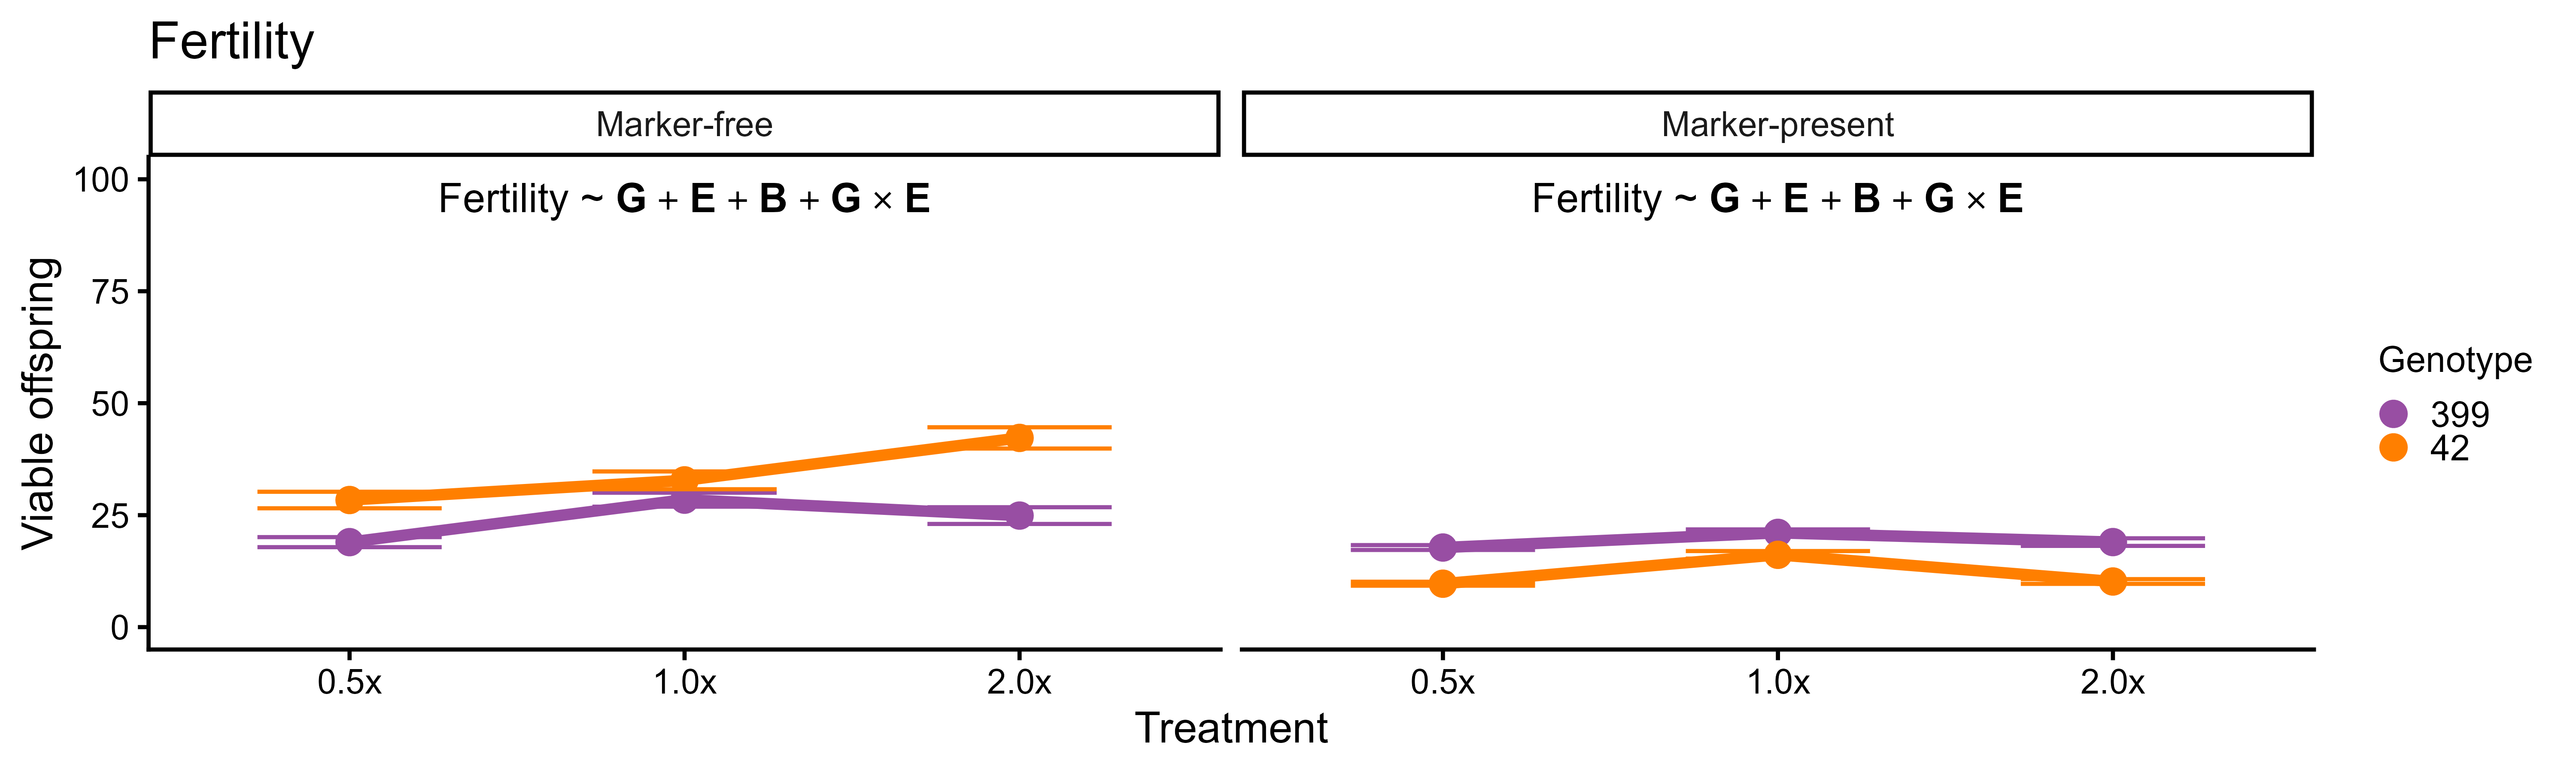 Fertility
Marker-free
Marker-present
Fertility ~ G + E + B + G × E
Fertility ~ G + E + B + G × E
Viable offspring
100
75
50
25
0
0.5x
1.0x
2.0x
0.5x
1.0x
2.0x
Treatment
Genotype
399
42